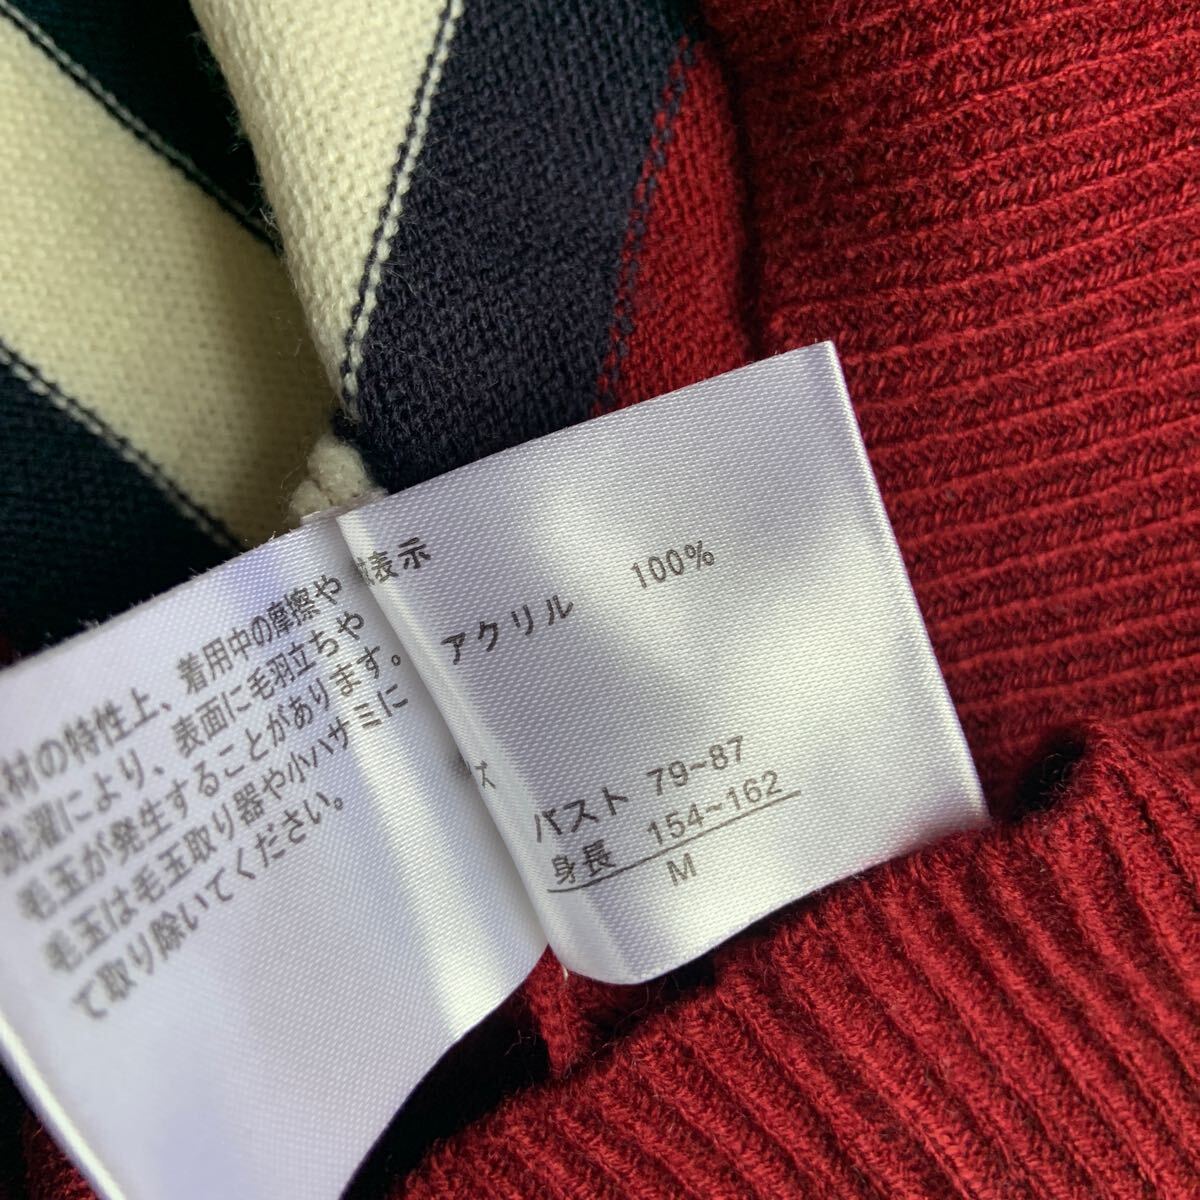 材の特性上、着用中の摩擦や
洗濯により、表面に毛羽立ちや
毛玉が発生することがあります。
毛玉は毛玉取り器や小ハサミに
て取り除いてください。
表示
アクリル 100%
ズ
バスト 79~87
身長 154~162
M